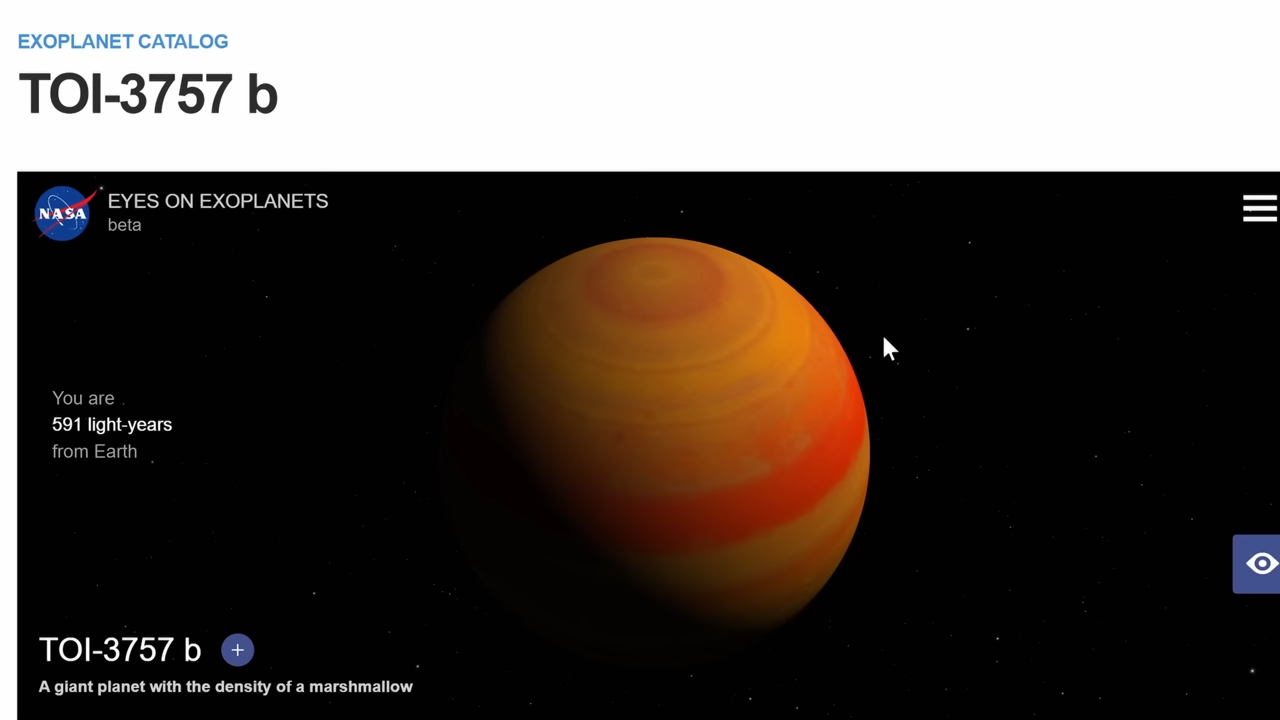 EXOPLANET CATALOG
TOI-3757 b
NASA
EYES ON EXOPLANETS
beta
You are
591 light-years
from Earth
TOI-3757 b +
A giant planet with the density of a marshmallow